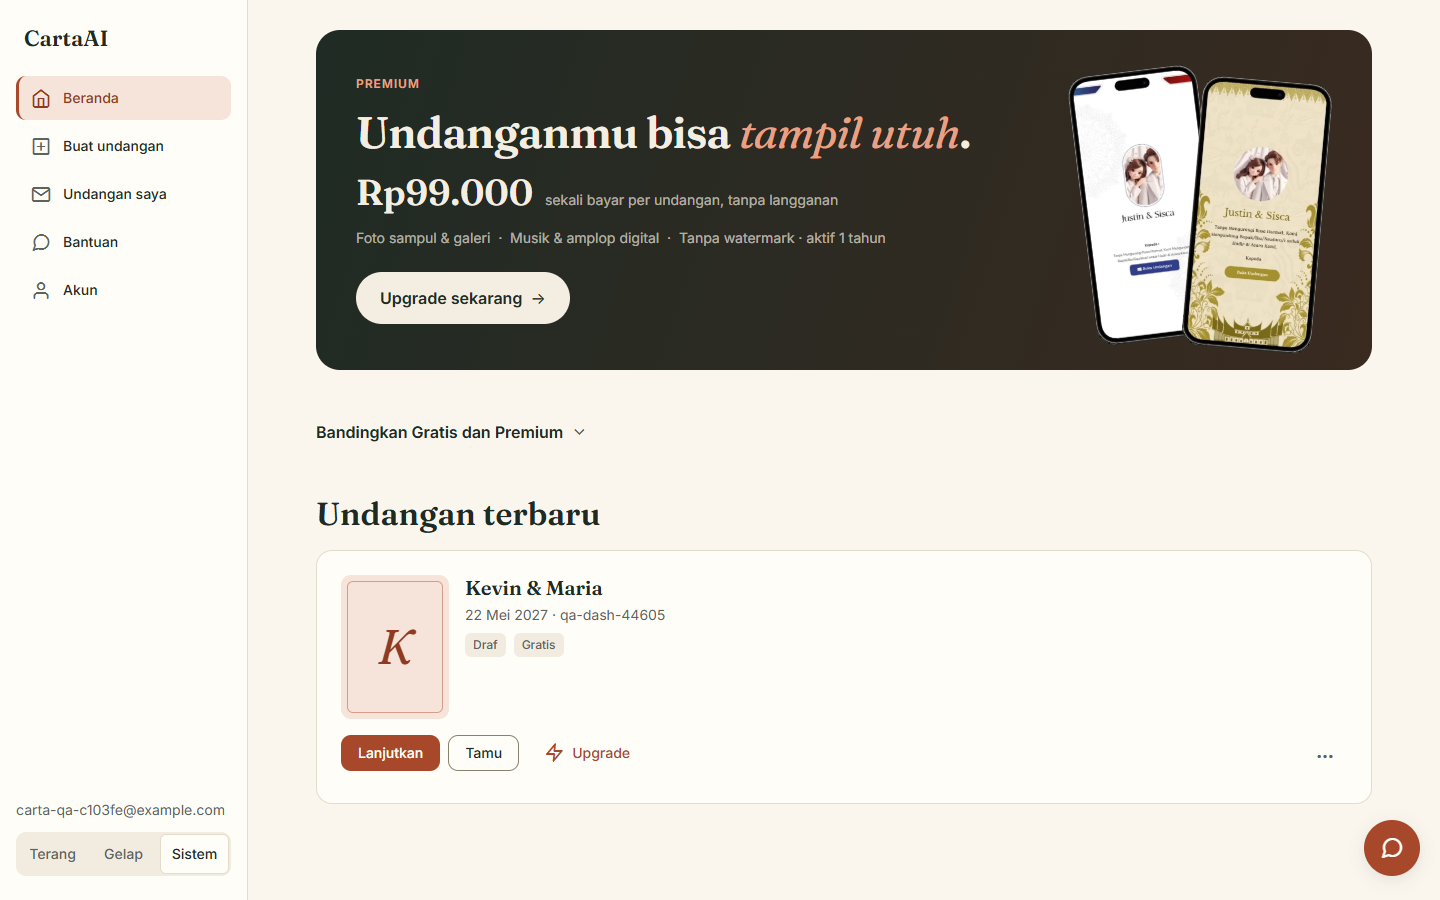 CartaAI
Beranda
Buat undangan
Undangan saya
Bantuan
Akun
carta-qa-c103fe@example.com
Terang
Gelap
Sistem
PREMIUM
Undanganmu bisa tampil utuh.
Rp99.000 sekali bayar per undangan, tanpa langganan
Foto sampul & galeri · Musik & amplop digital · Tanpa watermark · aktif 1 tahun
Upgrade sekarang →
Justin & Sisca
Justin & Sisca
Kepada
Buka Undangan
Bandingkan Gratis dan Premium
Undangan terbaru
K
Kevin & Maria
22 Mei 2027 · qa-dash-44605
Draf
Gratis
Lanjutkan
Tamu
Upgrade